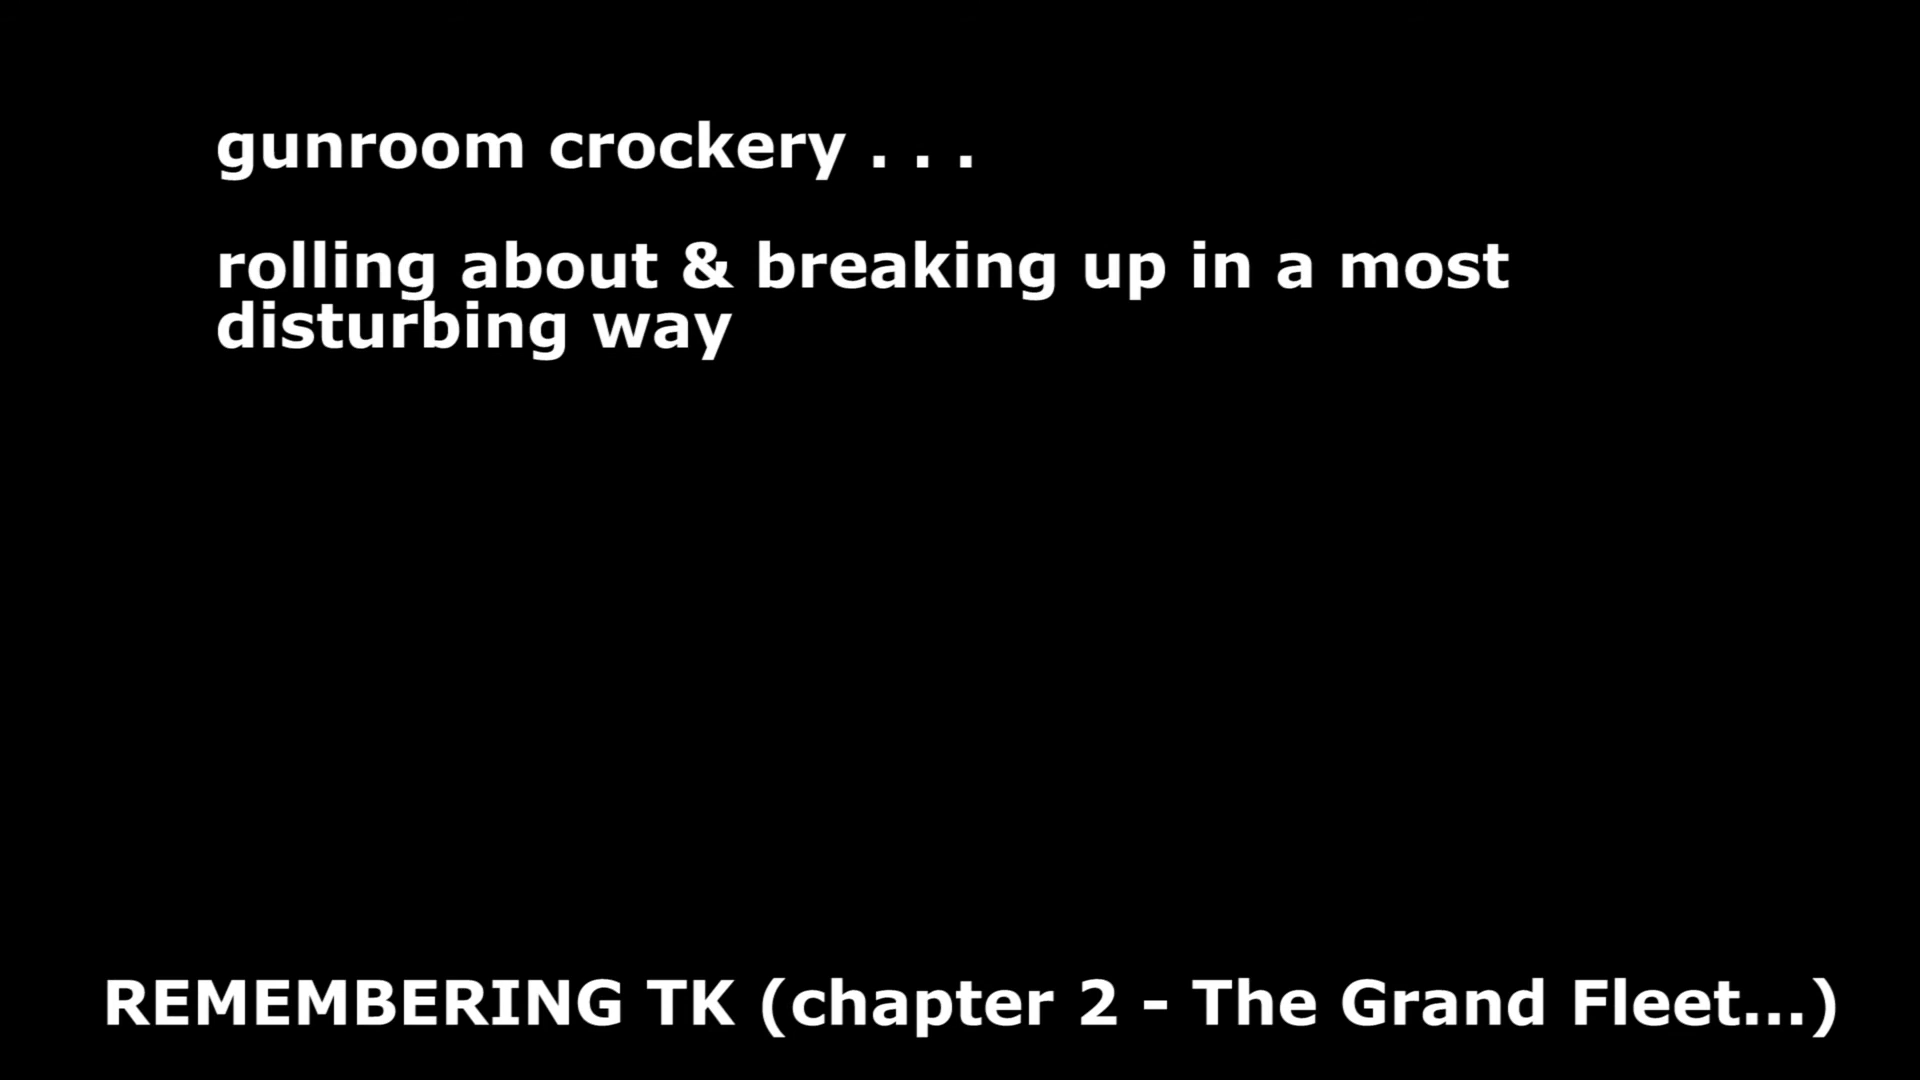 gunroom crockery . . .
rolling about & breaking up in a most
disturbing way
REMEMBERING TK (chapter 2 - The Grand Fleet...)